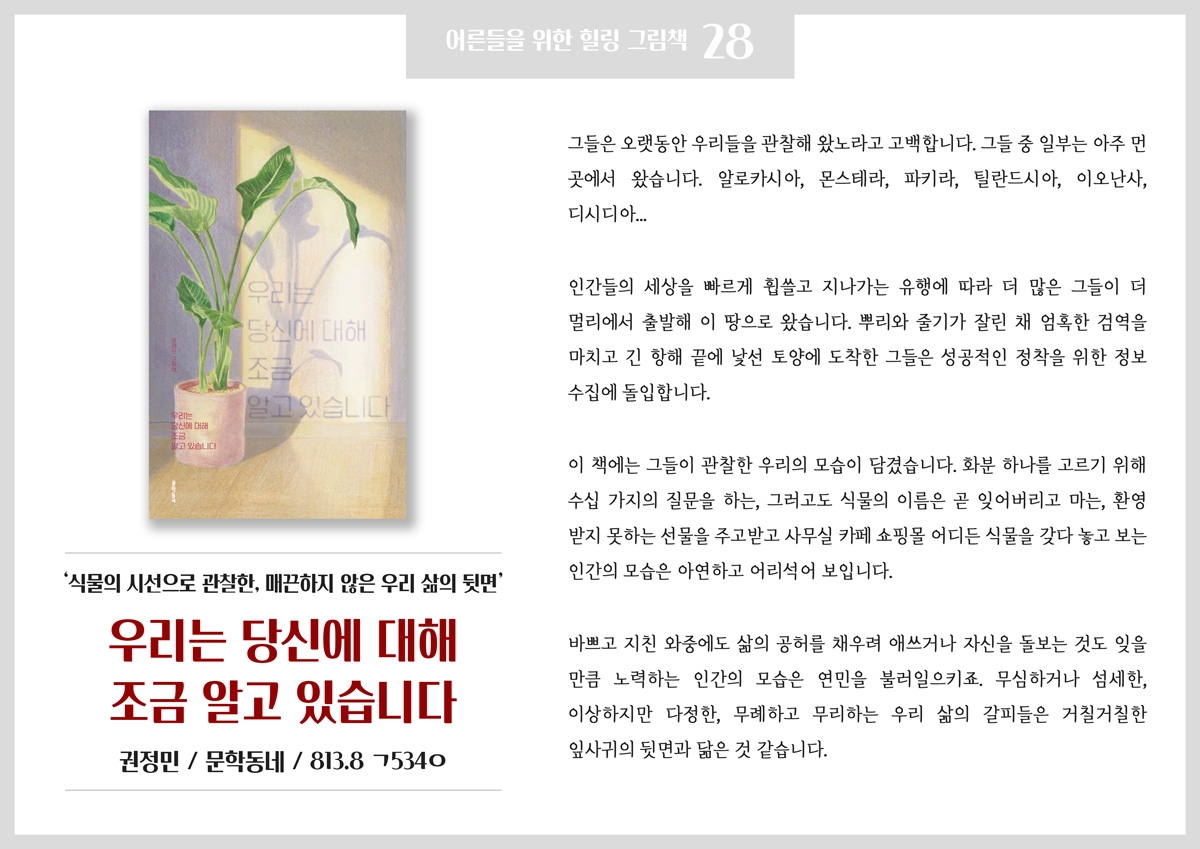 어른들을 위한 힐링 그림책 28
우리는
당신에 대해
조금
알고 있습니다
우리는
당신에 대해
조금
알고 있습니다
문학동네
‘식물의 시선으로 관찰한, 매끈하지 않은 우리 삶의 뒷면’
우리는 당신에 대해
조금 알고 있습니다
권정민 / 문학동네 / 813.8 ㄱ534ㅇ
그들은 오랫동안 우리들을 관찰해 왔노라고 고백합니다. 그들 중 일부는 아주 먼
곳에서 왔습니다. 알로카시아, 몬스테라, 파키라, 틸란드시아, 이오난사,
디시디아...
인간들의 세상을 빠르게 휩쓸고 지나가는 유행에 따라 더 많은 그들이 더
멀리에서 출발해 이 땅으로 왔습니다. 뿌리와 줄기가 잘린 채 엄혹한 검역을
마치고 긴 항해 끝에 낯선 토양에 도착한 그들은 성공적인 정착을 위한 정보
수집에 돌입합니다.
이 책에는 그들이 관찰한 우리의 모습이 담겼습니다. 화분 하나를 고르기 위해
수십 가지의 질문을 하는, 그러고도 식물의 이름은 곧 잊어버리고 마는, 환영
받지 못하는 선물을 주고받고 사무실 카페 쇼핑몰 어디든 식물을 갖다 놓고 보는
인간의 모습은 아연하고 어리석어 보입니다.
바쁘고 지친 와중에도 삶의 공허를 채우려 애쓰거나 자신을 돌보는 것도 잊을
만큼 노력하는 인간의 모습은 연민을 불러일으키죠. 무심하거나 섬세한,
이상하지만 다정한, 무례하고 무리하는 우리 삶의 갈피들은 거칠거칠한
잎사귀의 뒷면과 닮은 것 같습니다.